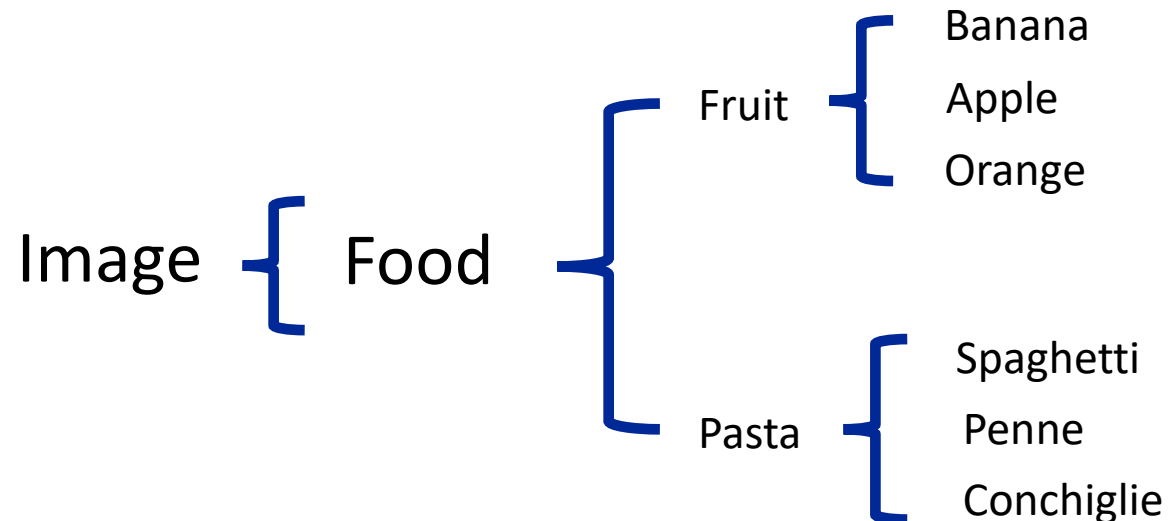 Image
Food
Fruit
Banana
Apple
Orange
Pasta
Spaghetti
Penne
Conchiglie